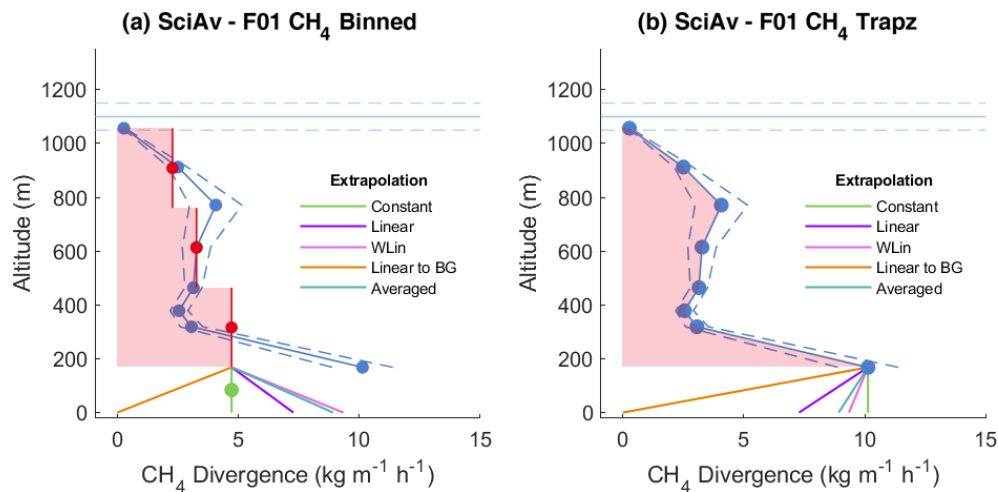 (a) SciAv - F01 CH4 Binned
1200
1000
800
600
400
200
0
Altitude (m)
Extrapolation
Constant
Linear
WLin
Linear to BG
Averaged
0 5 10 15
CH4 Divergence (kg m⁻¹ h⁻¹)
(b) SciAv - F01 CH4 Trapz
1200
1000
800
600
400
200
0
Altitude (m)
Extrapolation
Constant
Linear
WLin
Linear to BG
Averaged
0 5 10 15
CH4 Divergence (kg m⁻¹ h⁻¹)